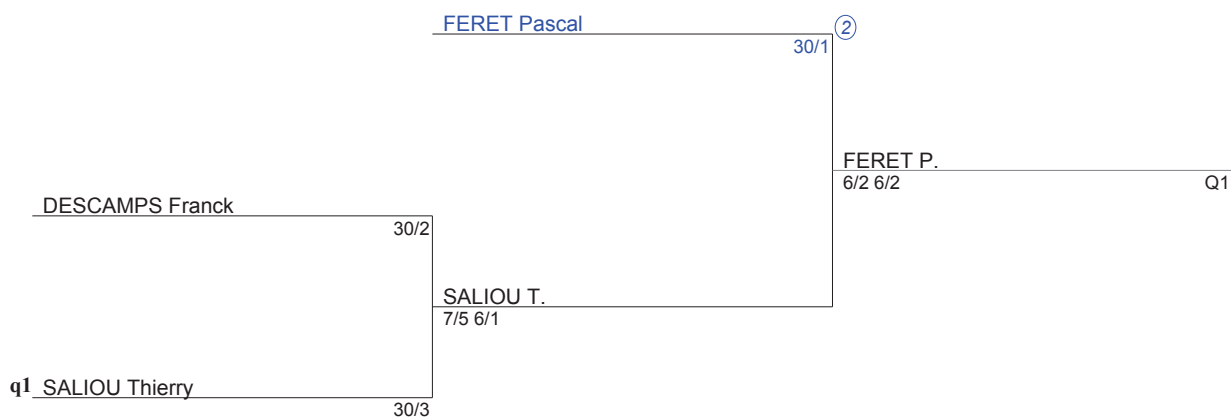 FERET Pascal
30/1
2
FERET P.
6/2 6/2
Q1
DESCAMPS Franck
30/2
SALIOU T.
7/5 6/1
q1 SALIOU Thierry
30/3